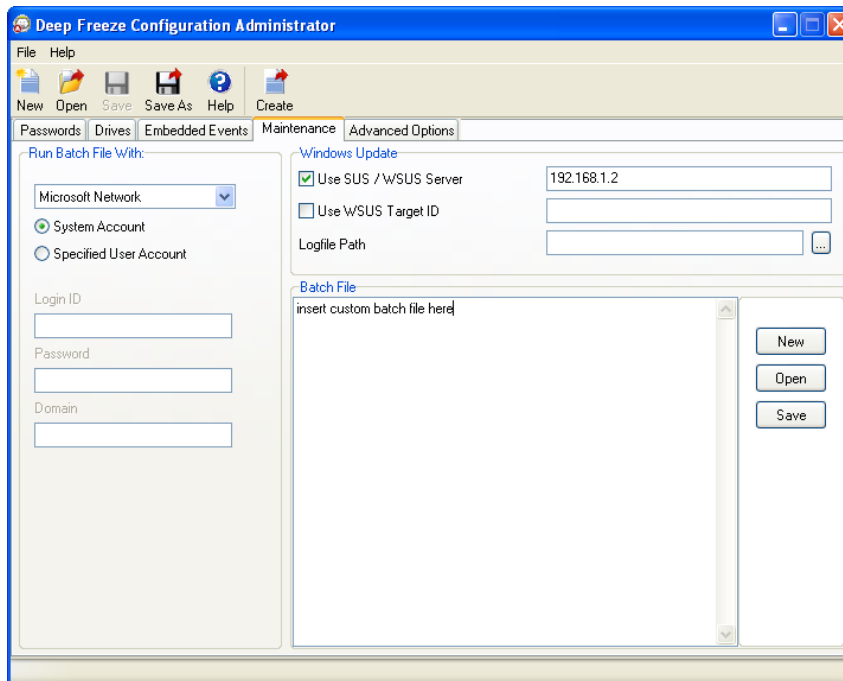 Deep Freeze Configuration Administrator
File Help
New Open Save Save As Help Create
Passwords Drives Embedded Events Maintenance Advanced Options
Run Batch File With:
Microsoft Network
System Account
Specified User Account
Login ID
Password
Domain
Windows Update
Use SUS / WSUS Server 192.168.1.2
Use WSUS Target ID
Logfile Path ...
Batch File
insert custom batch file here
New
Open
Save